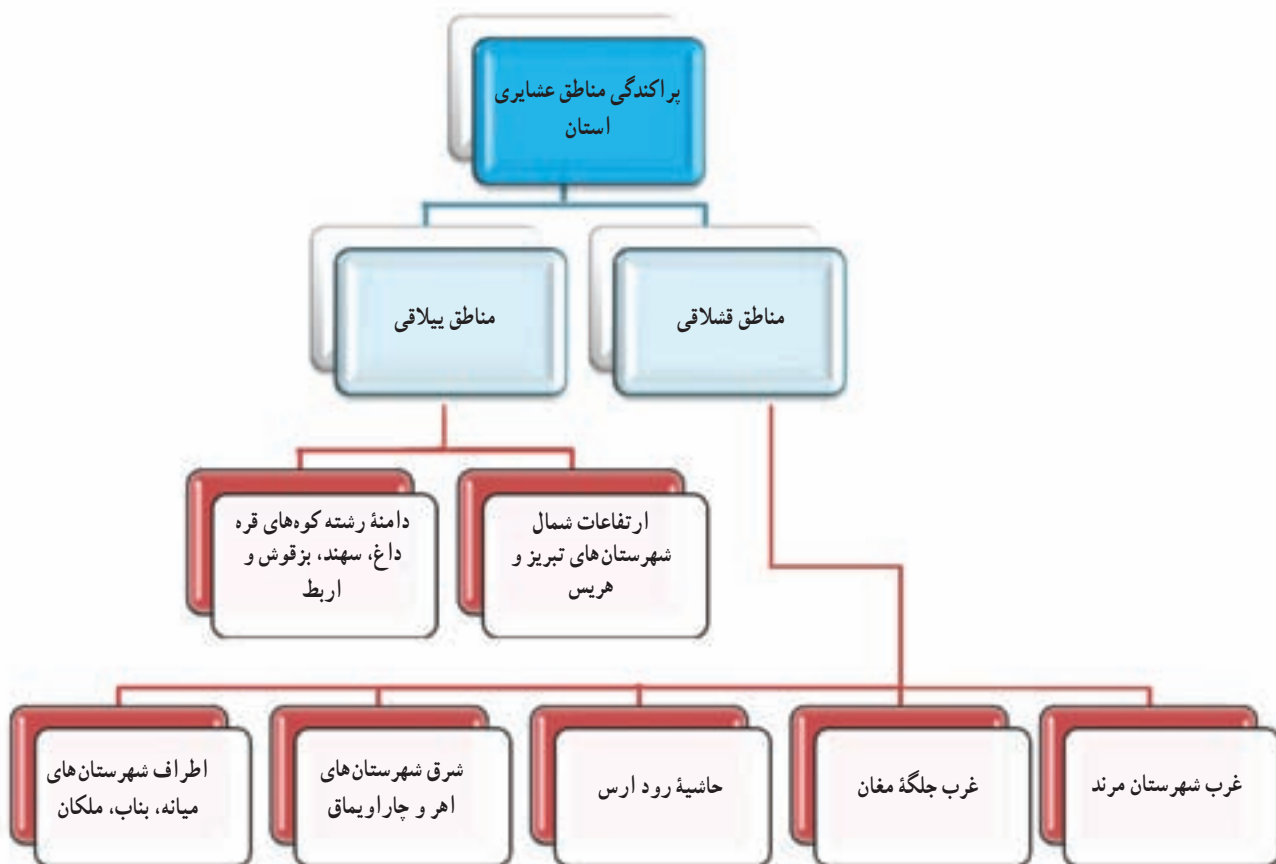 پراکندگی مناطق عشایری
استان
مناطق قشلاقی
مناطق ییلاقی
ارتفاعات شمال
شهرستان‌های تبریز و
هریس
دامنهٔ رشته کوه‌های قره
داغ، سهند، بزقوش و
اربط
غرب شهرستان مرند
غرب جلگهٔ مغان
حاشیهٔ رود ارس
شرق شهرستان‌های
اهر و چاراویماق
اطراف شهرستان‌های
میانه، بناب، ملکان